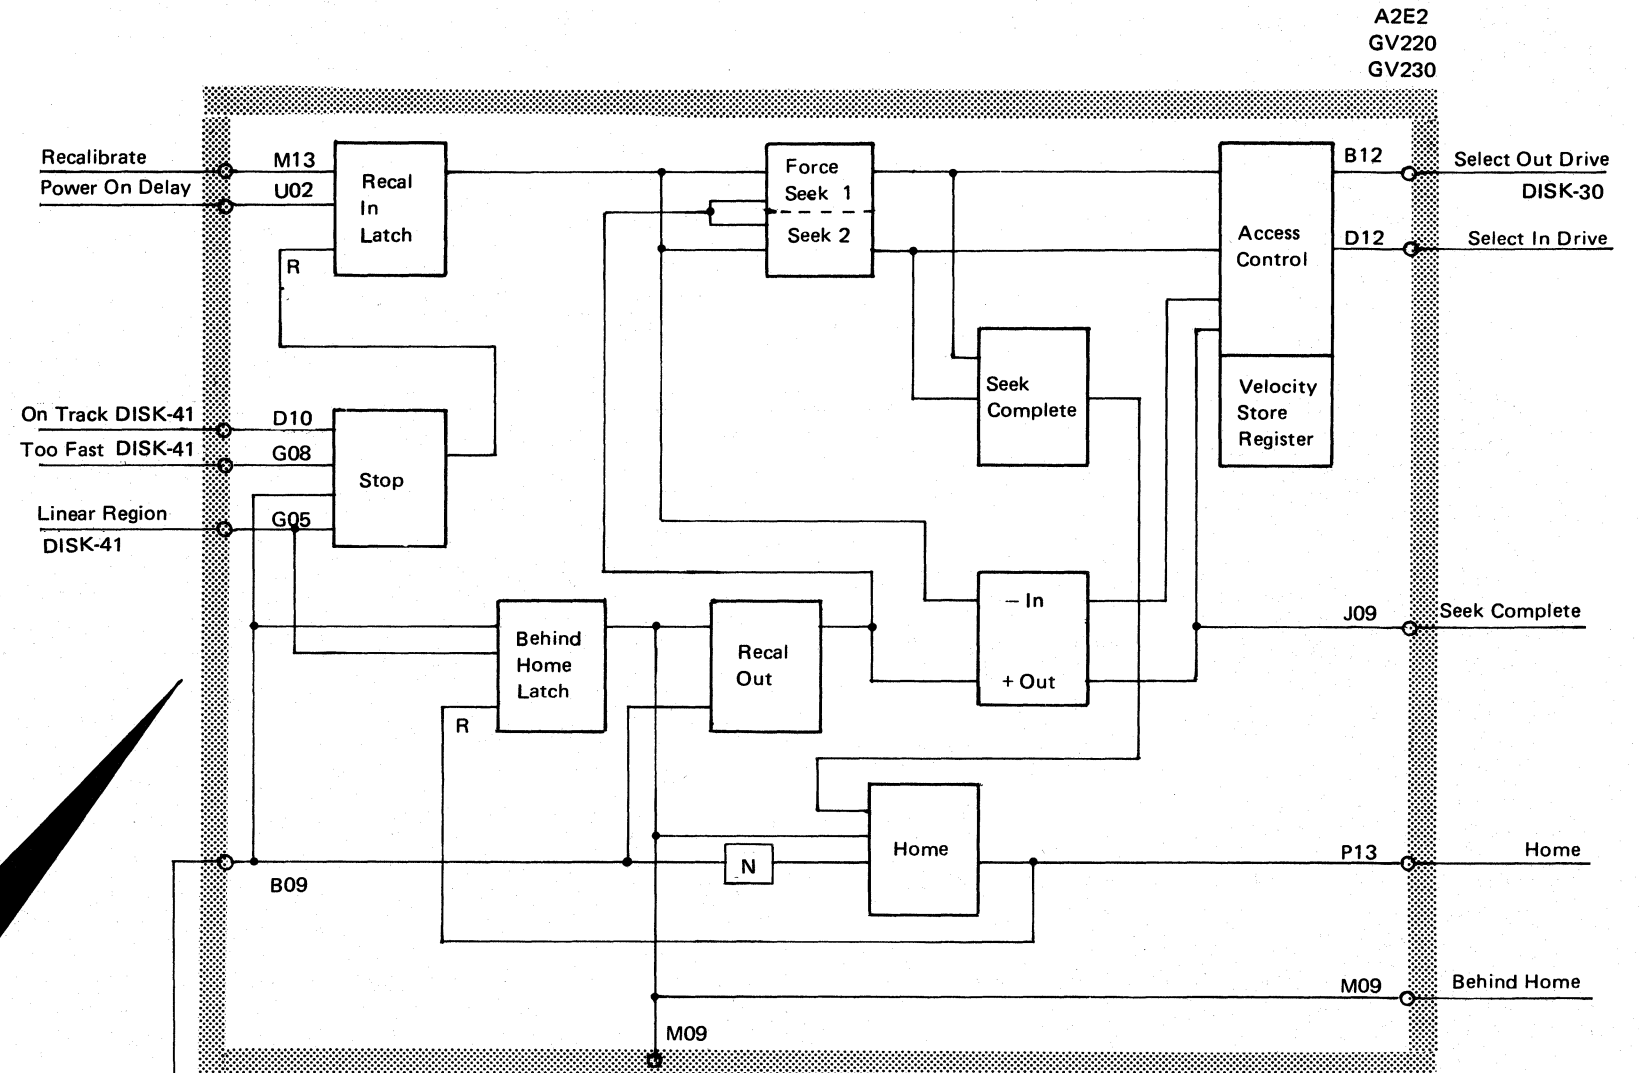 A2E2
GV220
GV230
Recalibrate
M13
Power On Delay
U02
Recal
In
Latch
R
Force
Seek 1
Seek 2
Access
Control
B12
Select Out Drive
DISK-30
D12
Select In Drive
Seek
Complete
Velocity
Store
Register
On Track DISK-41
D10
Too Fast DISK-41
G08
Stop
Linear Region
G05
DISK-41
Behind
Home
Latch
R
Recal
Out
– In
+ Out
J09
Seek Complete
B09
N
Home
P13
Home
M09
Behind Home
M09